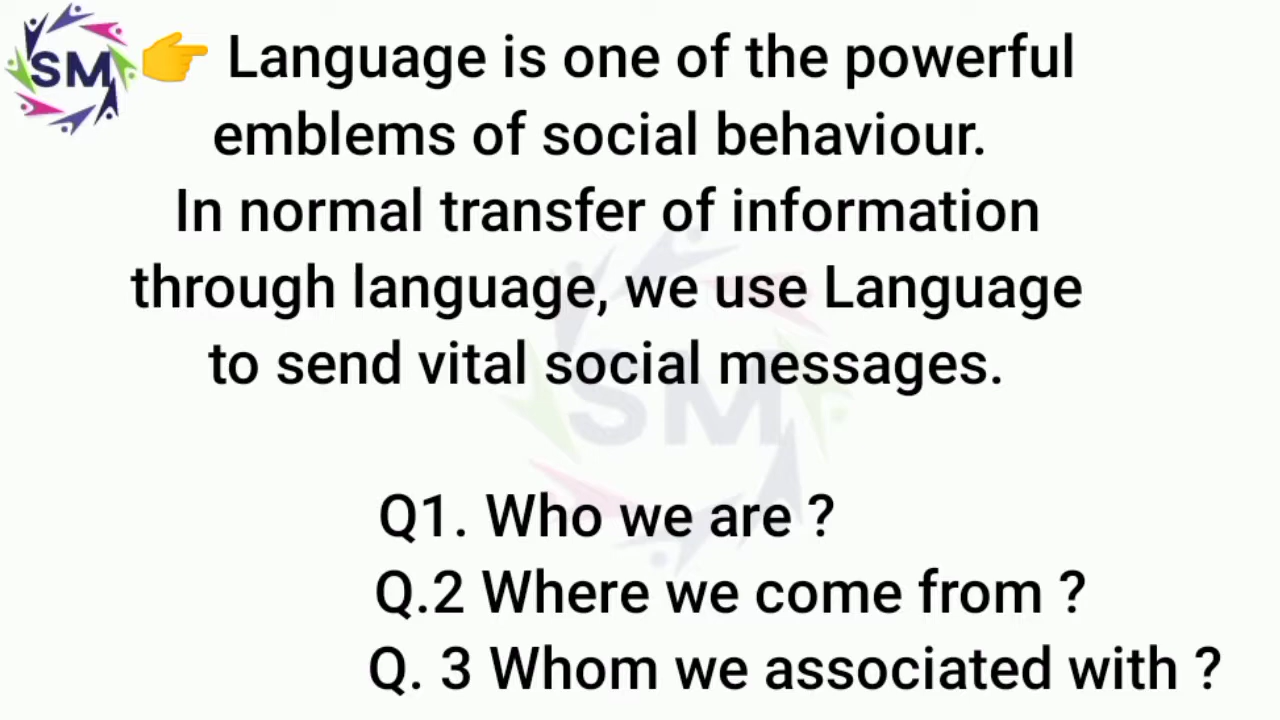 SM
👉 Language is one of the powerful
emblems of social behaviour.
In normal transfer of information
through language, we use Language
to send vital social messages.
SM
Q1. Who we are ?
Q.2 Where we come from ?
Q. 3 Whom we associated with ?